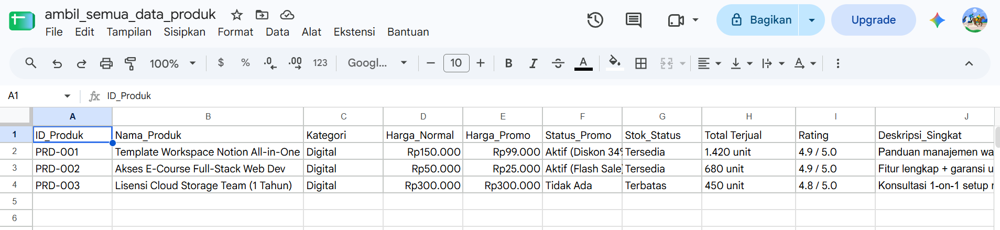 ambil_semua_data_produk
File Edit Tampilan Sisipkan Format Data Alat Ekstensi Bantuan
Bagikan
Upgrade
100% $ % .0 .00 123 Googl... 10 B I A A
A1 fx ID_Produk
A B C D E F G H I J
1 ID_Produk Nama_Produk Kategori Harga_Normal Harga_Promo Status_Promo Stok_Status Total Terjual Rating Deskripsi_Singkat
2 PRD-001 Template Workspace Notion All-in-One Digital Rp150.000 Rp99.000 Aktif (Diskon 34 Tersedia 1.420 unit 4.9 / 5.0 Panduan manajemen wa
3 PRD-002 Akses E-Course Full-Stack Web Dev Digital Rp50.000 Rp25.000 Aktif (Flash Sale Tersedia 680 unit 4.9 / 5.0 Fitur lengkap + garansi u
4 PRD-003 Lisensi Cloud Storage Team (1 Tahun) Digital Rp300.000 Rp300.000 Tidak Ada Terbatas 450 unit 4.8 / 5.0 Konsultasi 1-on-1 setup
5
6